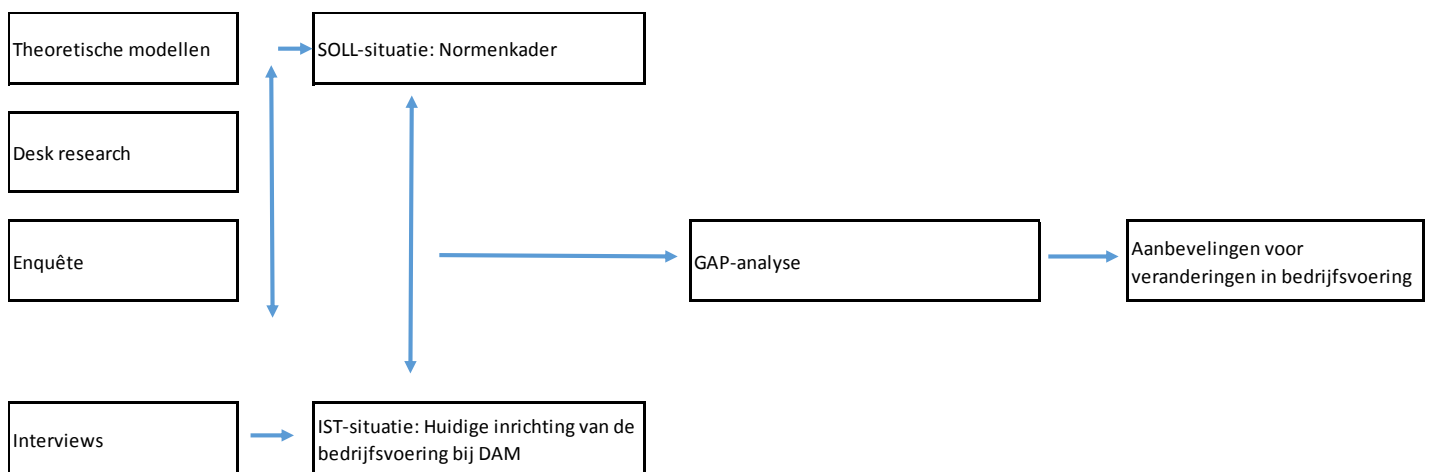 Theoretische modellen
SOLL-situatie: Normenkader
Desk research
Enquête
GAP-analyse
Aanbevelingen voor
veranderingen in bedrijfsvoering
Interviews
IST-situatie: Huidige inrichting van de
bedrijfsvoering bij DAM